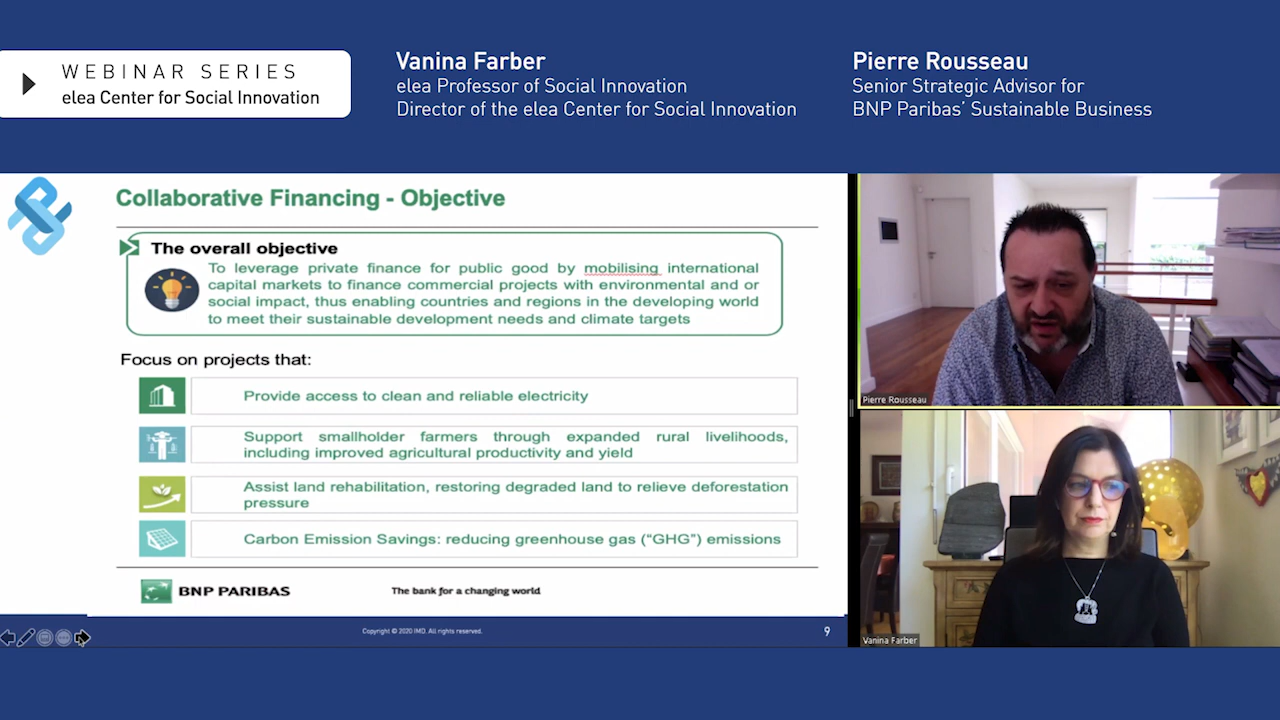 WEBINAR SERIES
elea Center for Social Innovation
Vanina Farber
elea Professor of Social Innovation
Director of the elea Center for Social Innovation
Pierre Rousseau
Senior Strategic Advisor for
BNP Paribas’ Sustainable Business
Collaborative Financing - Objective
The overall objective
To leverage private finance for public good by mobilising international
capital markets to finance commercial projects with environmental and or
social impact, thus enabling countries and regions in the developing world
to meet their sustainable development needs and climate targets
Focus on projects that:
Provide access to clean and reliable electricity
Support smallholder farmers through expanded rural livelihoods,
including improved agricultural productivity and yield
Assist land rehabilitation, restoring degraded land to relieve deforestation
pressure
Carbon Emission Savings: reducing greenhouse gas (“GHG”) emissions
BNP PARIBAS
The bank for a changing world
Copyright © 2020 IMD. All rights reserved.
9
Pierre Rousseau
Vanina Farber